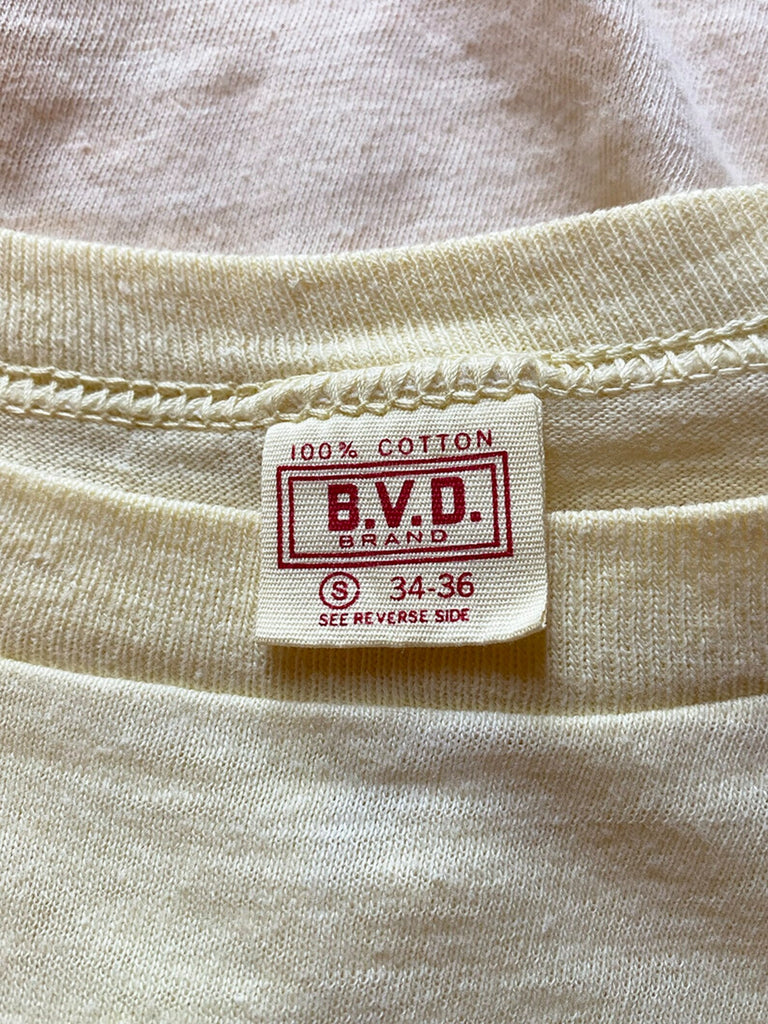 100% COTTON
B.V.D.
BRAND
Ⓢ 34-36
SEE REVERSE SIDE